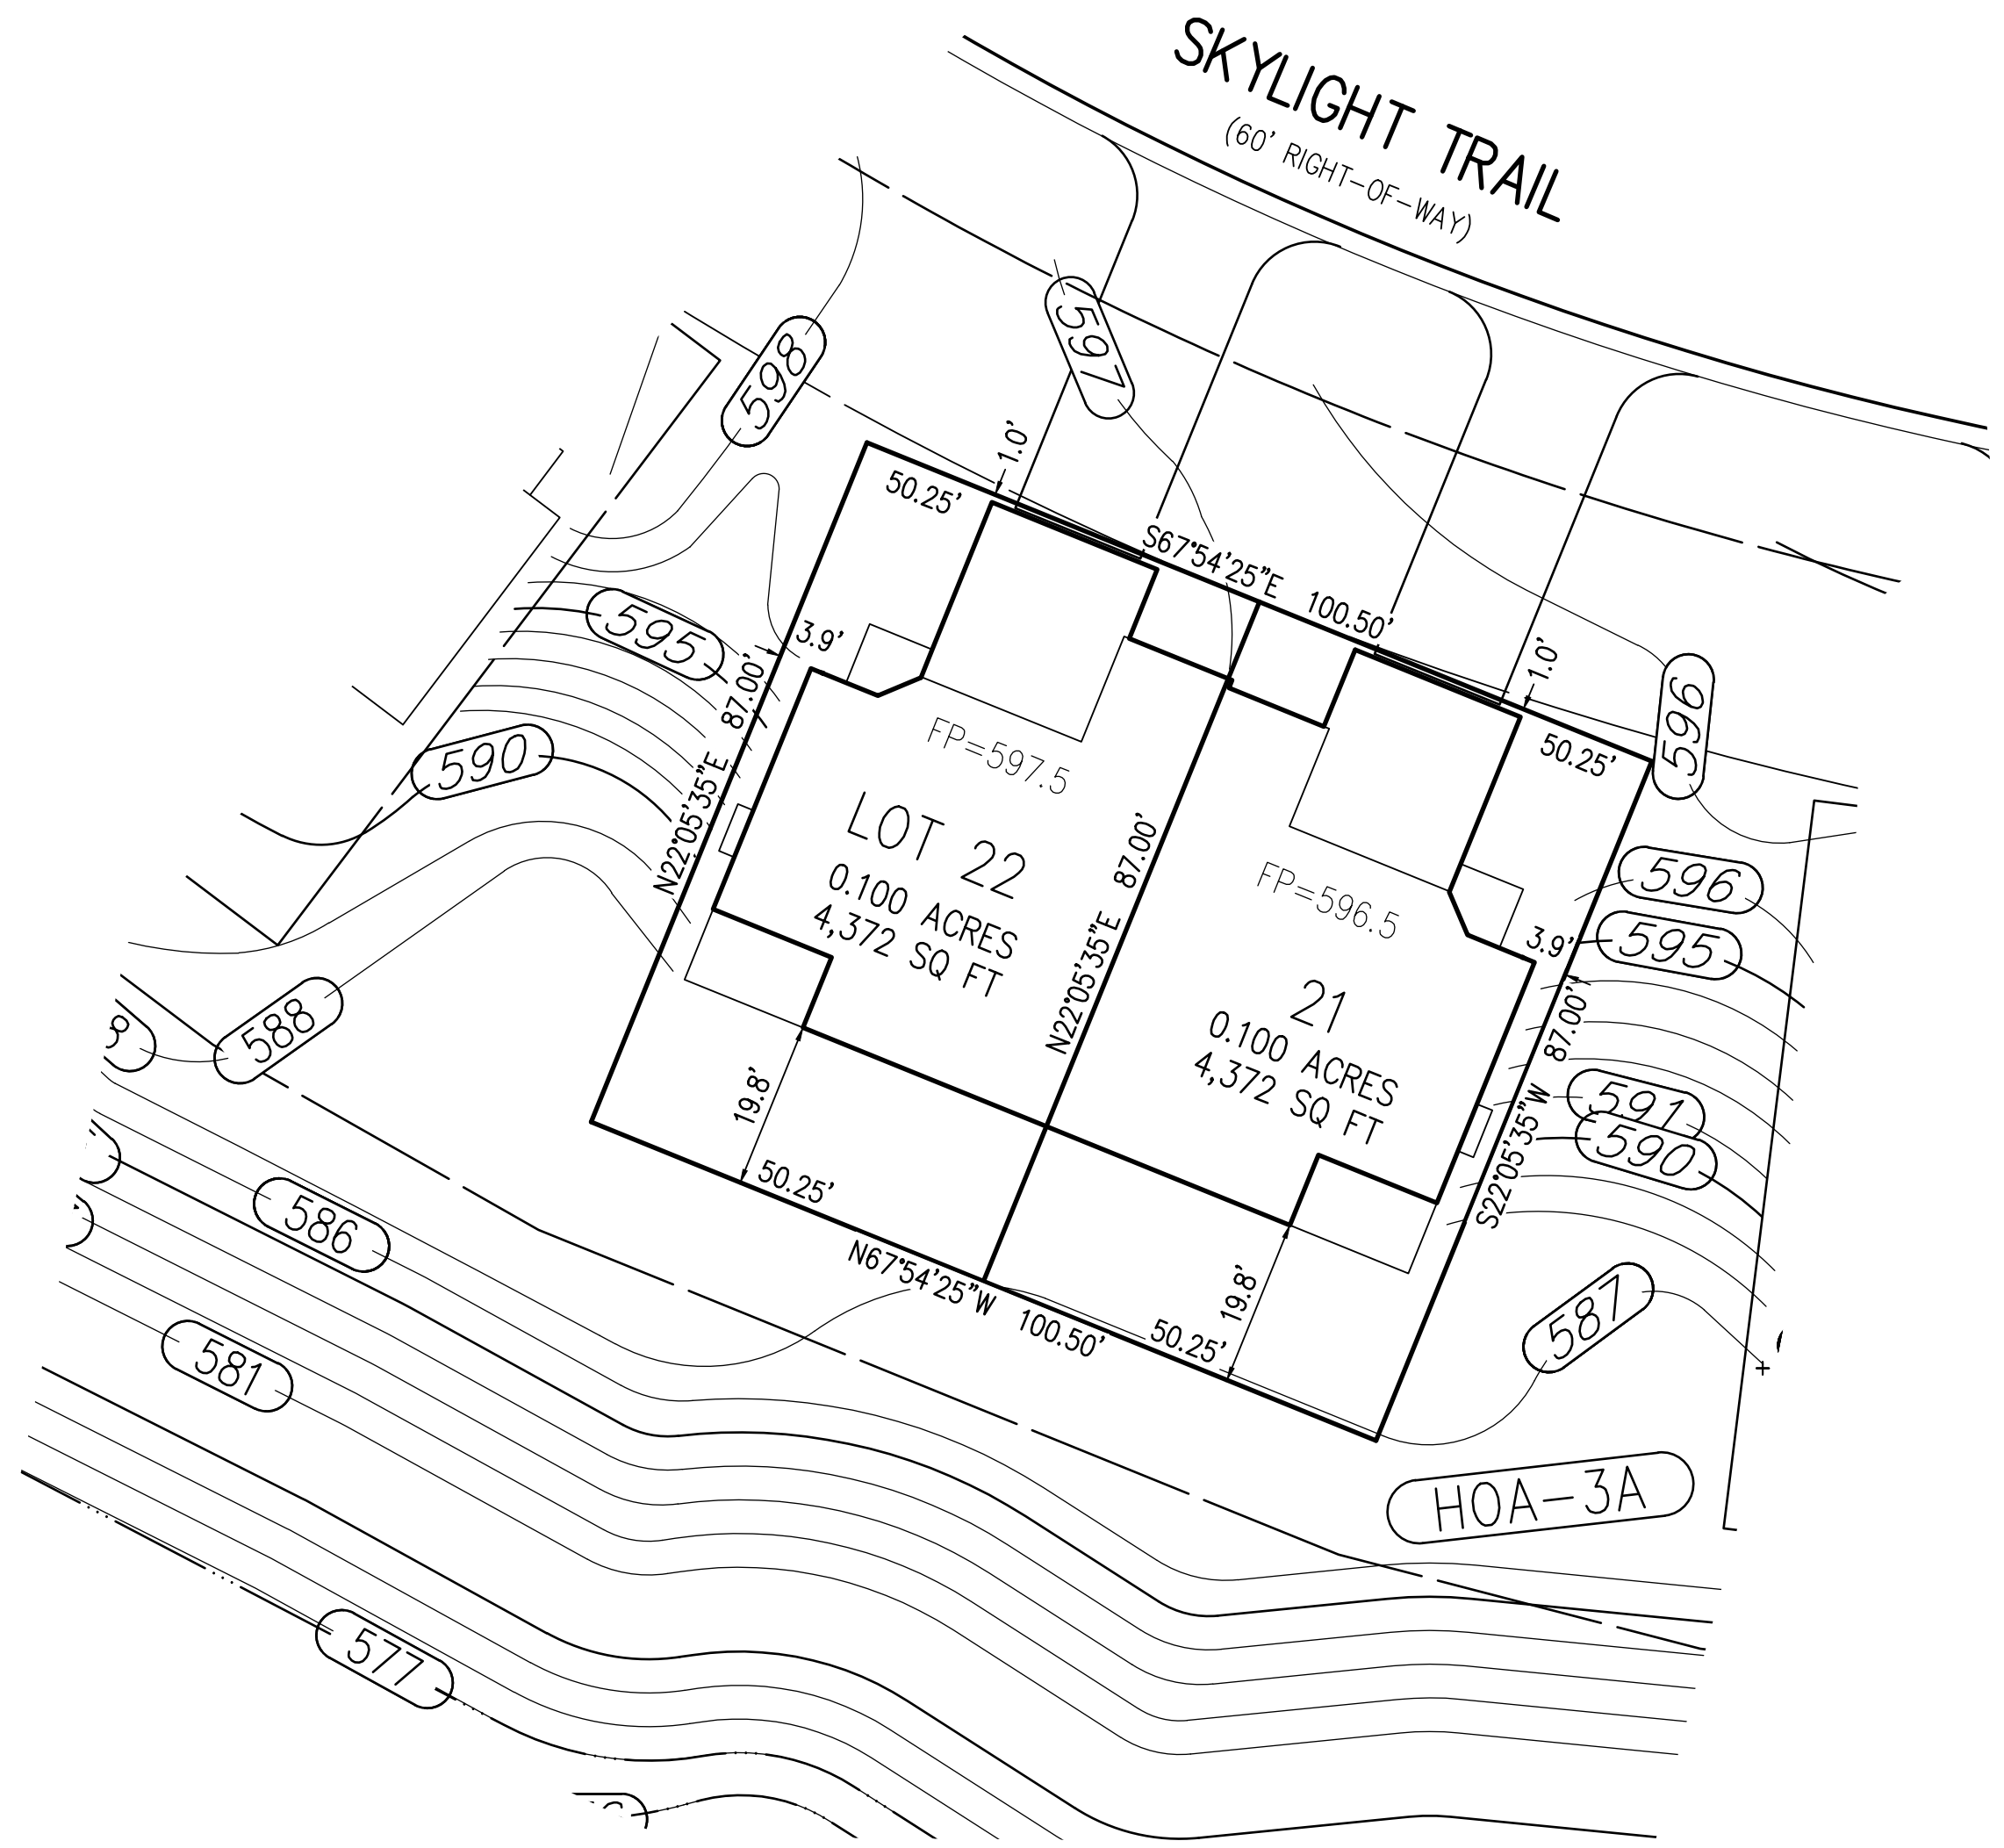 SKYLIGHT TRAIL
(60' RIGHT-OF-WAY)
598
597
1.0'
50.25'
S67°54'25"E 100.50'
595
3.9'
1.0'
596
50.25'
N22°05'35"E 87.00'
590
FP=597.5
LOT 22
0.100 ACRES
4,372 SQ FT
N22°05'35"E 87.00'
FP=596.5
21
0.100 ACRES
4,372 SQ FT
596
595
3.9'
S22°05'35"W 87.00'
591
590
588
8
19.8'
50.25'
586
N67°54'25"W 100.50'
19.8'
50.25'
587
581
HOA-3A
577